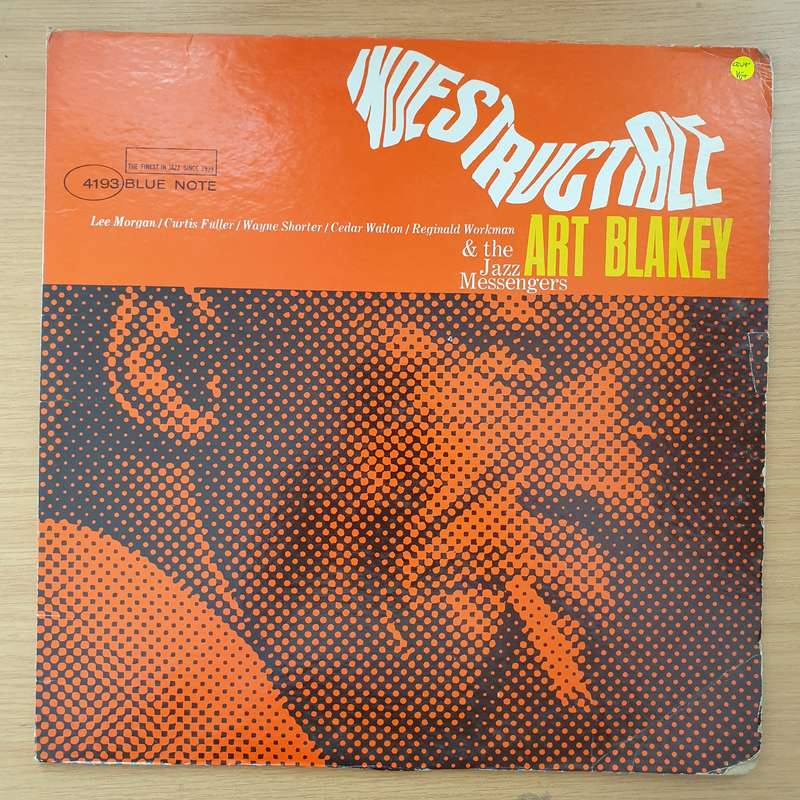 INDESTRUCTIBLE
THE FINEST IN JAZZ SINCE 1939
4193 BLUE NOTE
Lee Morgan / Curtis Fuller / Wayne Shorter / Cedar Walton / Reginald Workman
& the
Jazz
Messengers
ART BLAKEY